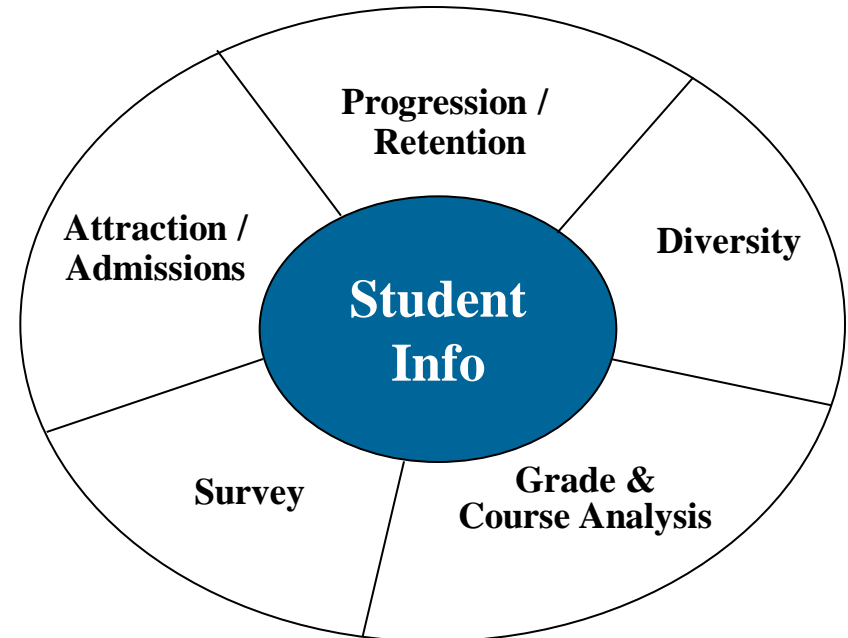 Progression /
Retention
Attraction /
Admissions
Diversity
Student
Info
Survey
Grade &
Course Analysis